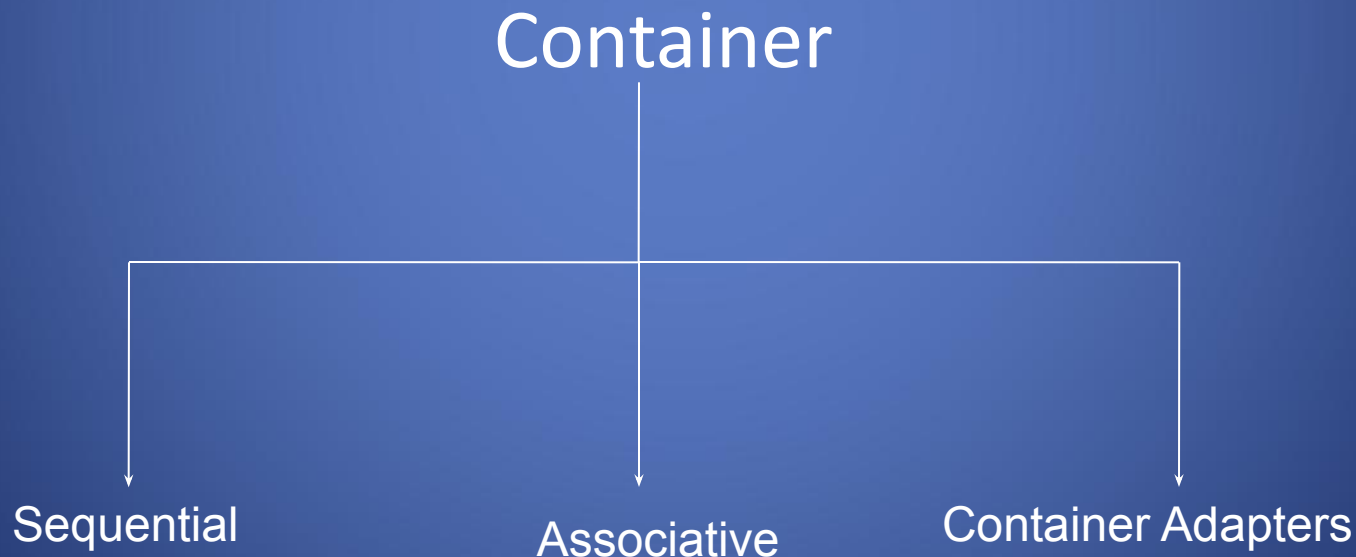 Container
Sequential
Associative
Container Adapters